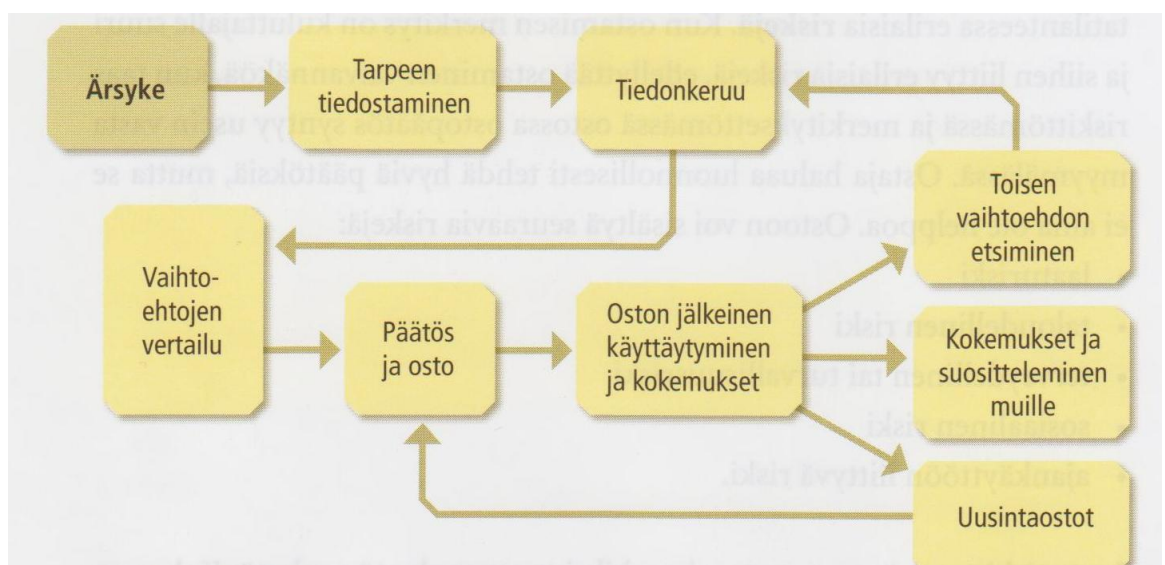 Ärsyke
Tarpeen
tiedostaminen
Tiedonkeruu
Toisen
vaihtoehdon
etsiminen
Vaihto-
ehtojen
vertailu
Päätös
ja osto
Oston jälkeinen
käyttäytyminen
ja kokemukset
Kokemukset ja
suositteleminen
muille
Uusintaostot